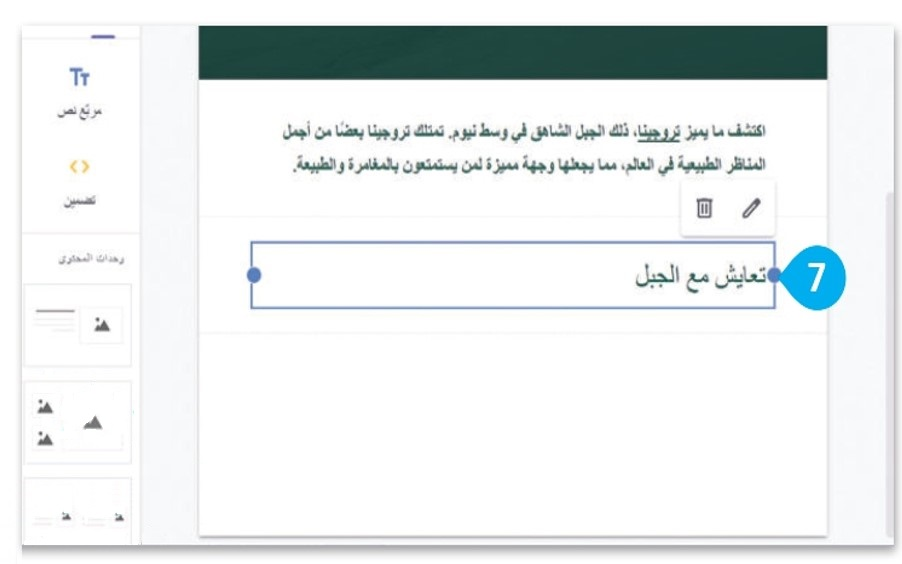 Tт
مربّع نص
تضمين
وحدات المحتوى
اكتشف ما يميز تروجينا، ذلك الجبل الشاهق في وسط نيوم. تمتلك تروجينا بعضًا من أجمل
المناظر الطبيعية في العالم، مما يجعلها وجهة مميزة لمن يستمتعون بالمغامرة والطبيعة.
تعايش مع الجبل
7